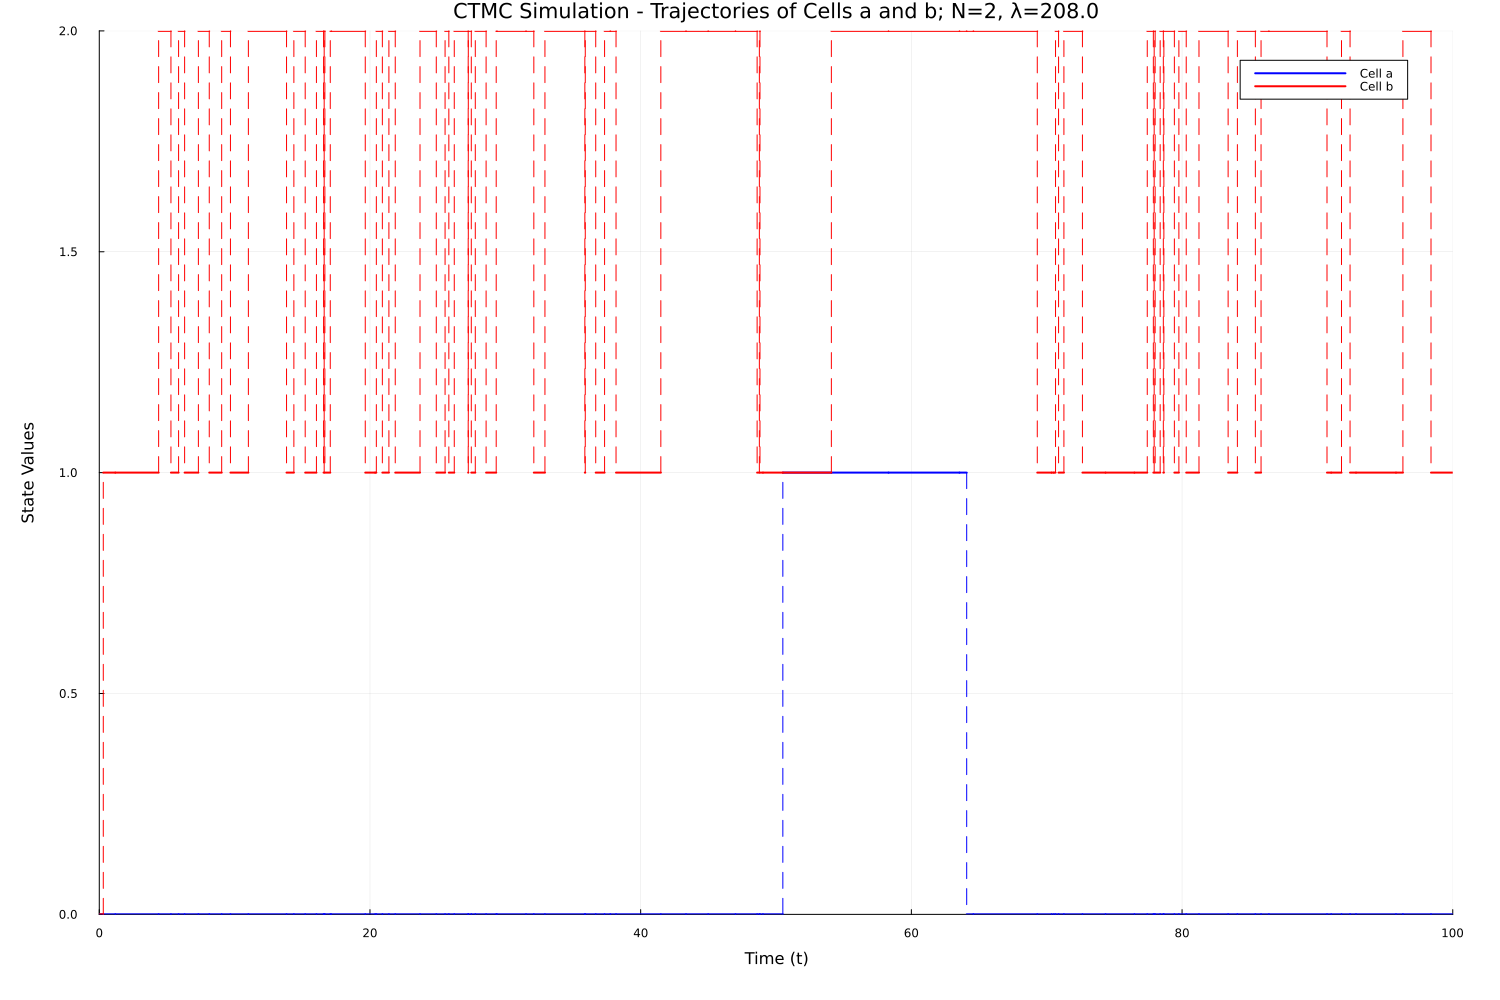 CTMC Simulation - Trajectories of Cells a and b; N=2, λ=208.0
2.0
Cell a
Cell b
1.5
1.0
State Values
0.5
0.0
0
20
40
60
80
100
Time (t)